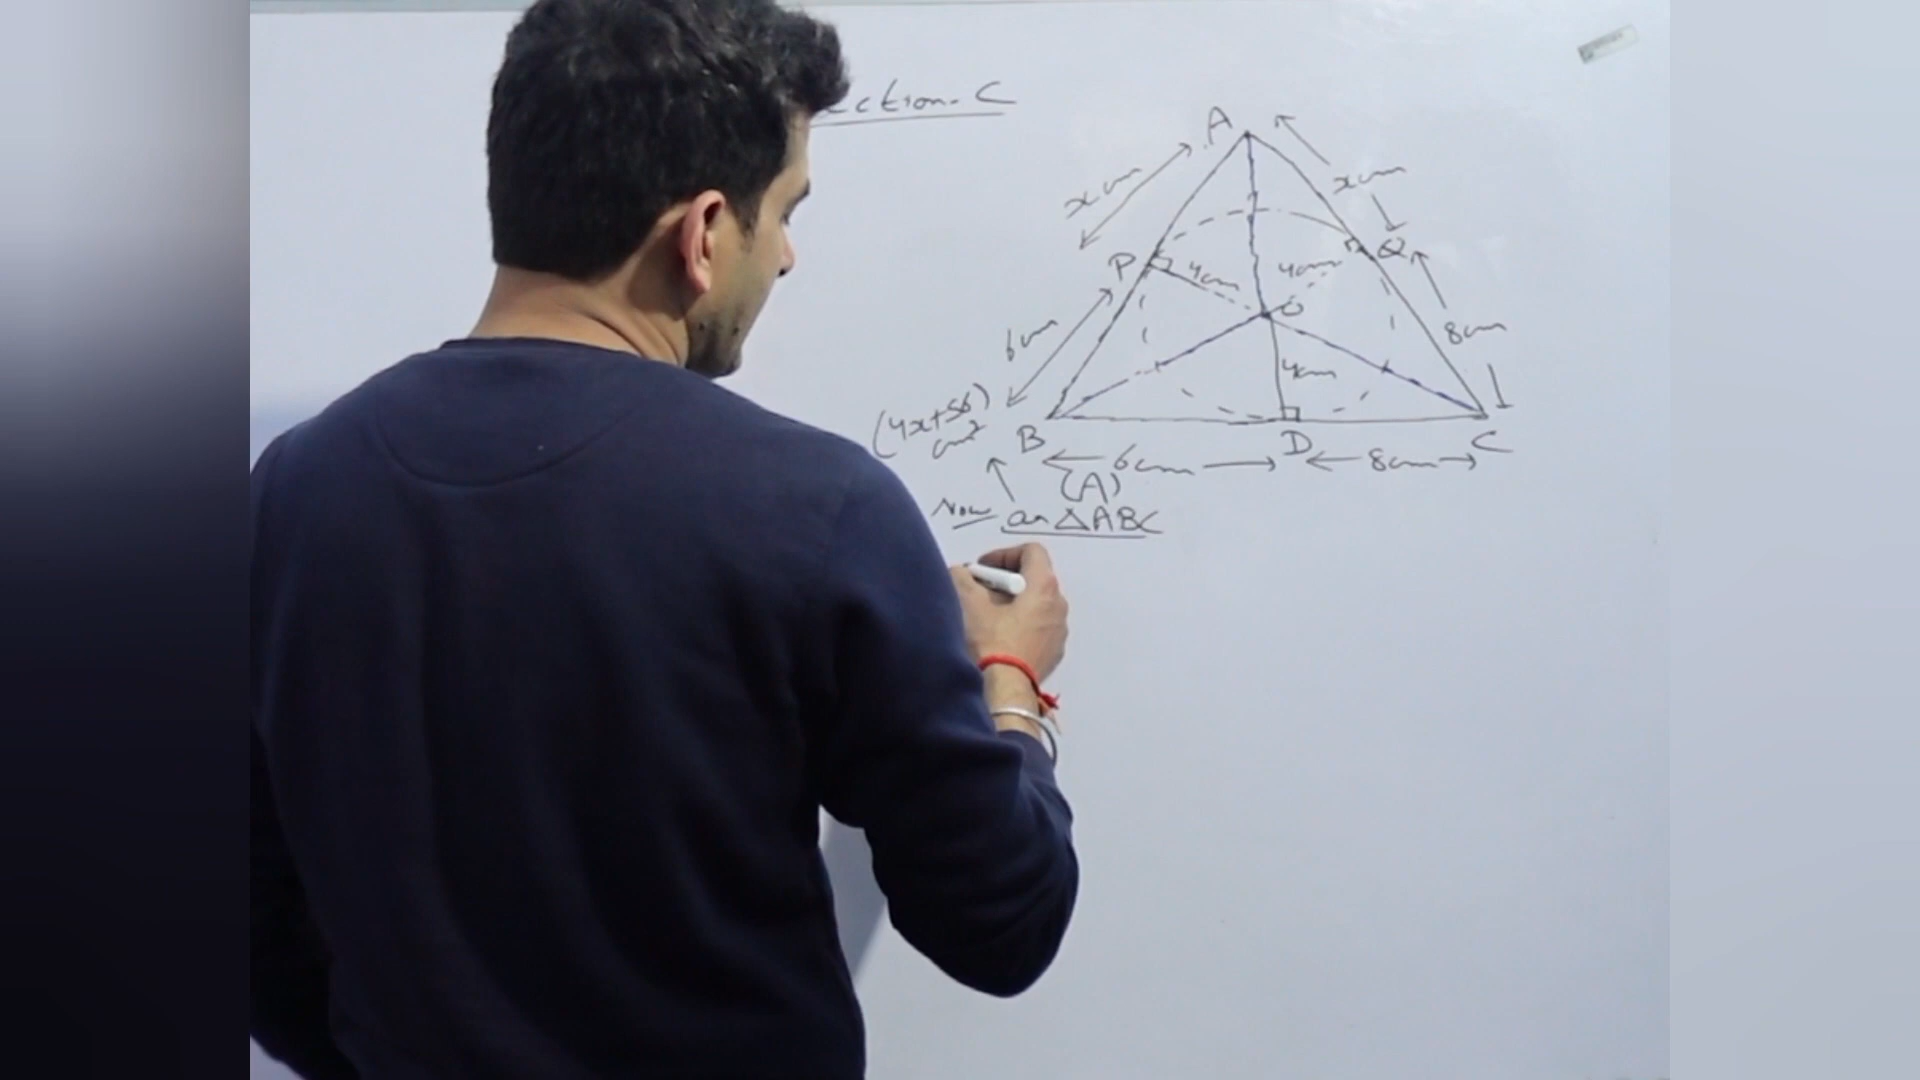 ection-C
A
x cm
x cm
P
4cm
4cm
Q
O
6cm
8cm
4cm
(4x+56)
cm²
B
D
C
6cm
8cm
(A)
Now ar △ABC